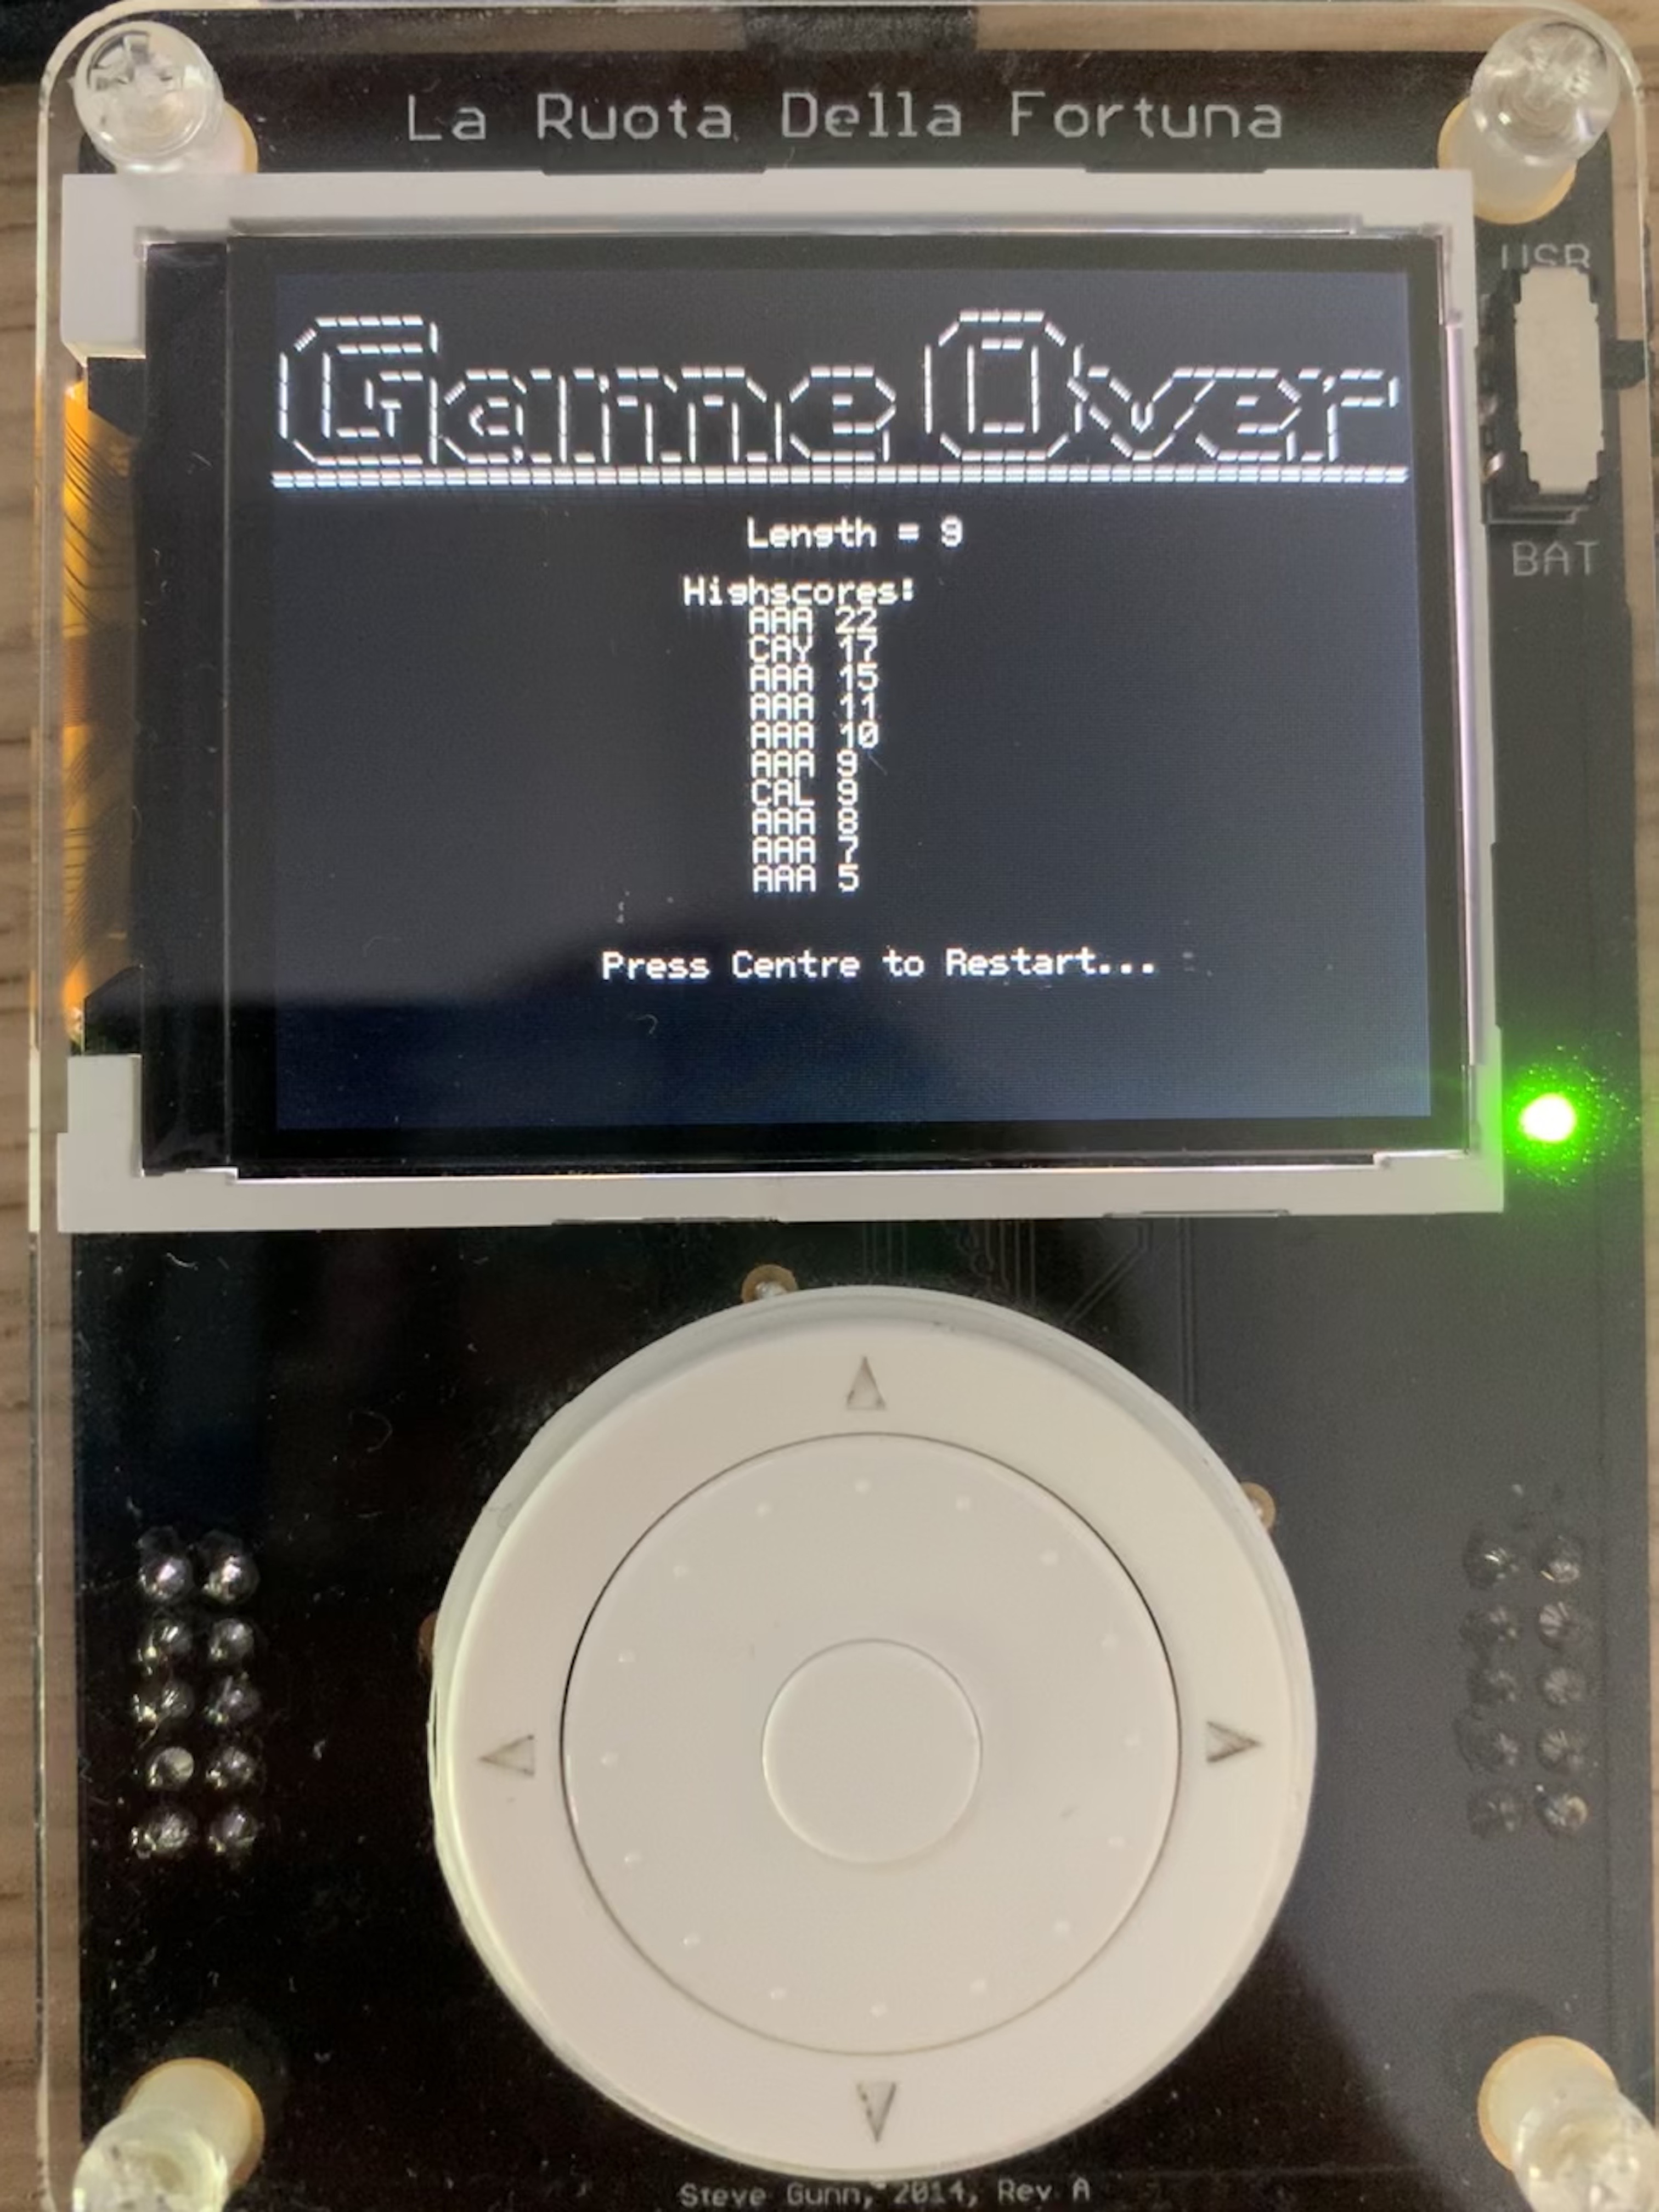 La Ruota Della Fortuna
USB
Game Over
Length = 9
BAT
Highscores:
AAA 22
CAY 17
AAA 15
AAA 11
AAA 10
AAA 9
CAL 9
AAA 8
AAA 7
AAA 5
Press Centre to Restart...
Steve Gunn, 2014, Rev A